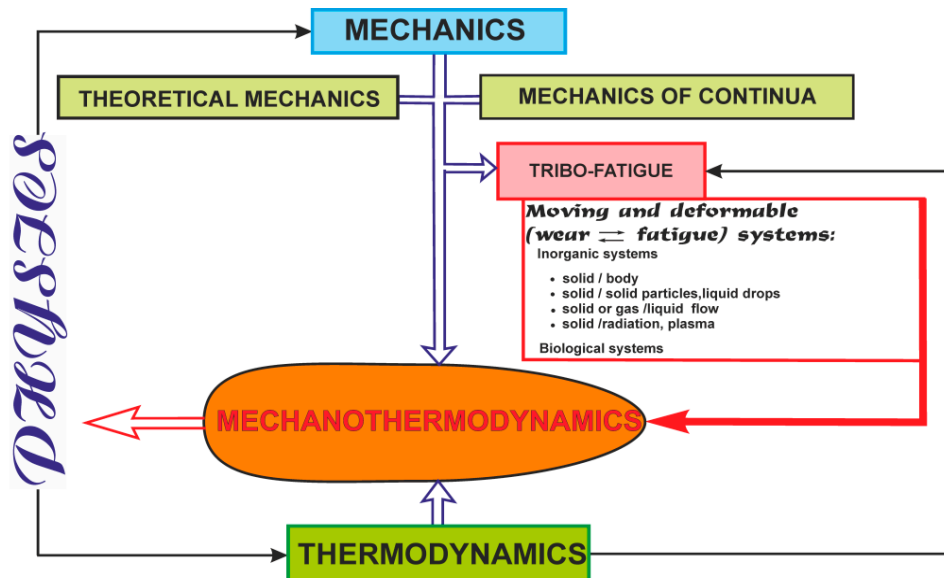 MECHANICS
THEORETICAL MECHANICS
MECHANICS OF CONTINUA
PHYSICS
TRIBO-FATIGUE
Moving and deformable
(wear ⇄ fatigue) systems:
Inorganic systems
• solid / body
• solid / solid particles,liquid drops
• solid or gas /liquid flow
• solid /radiation, plasma
Biological systems
MECHANOTHERMODYNAMICS
THERMODYNAMICS